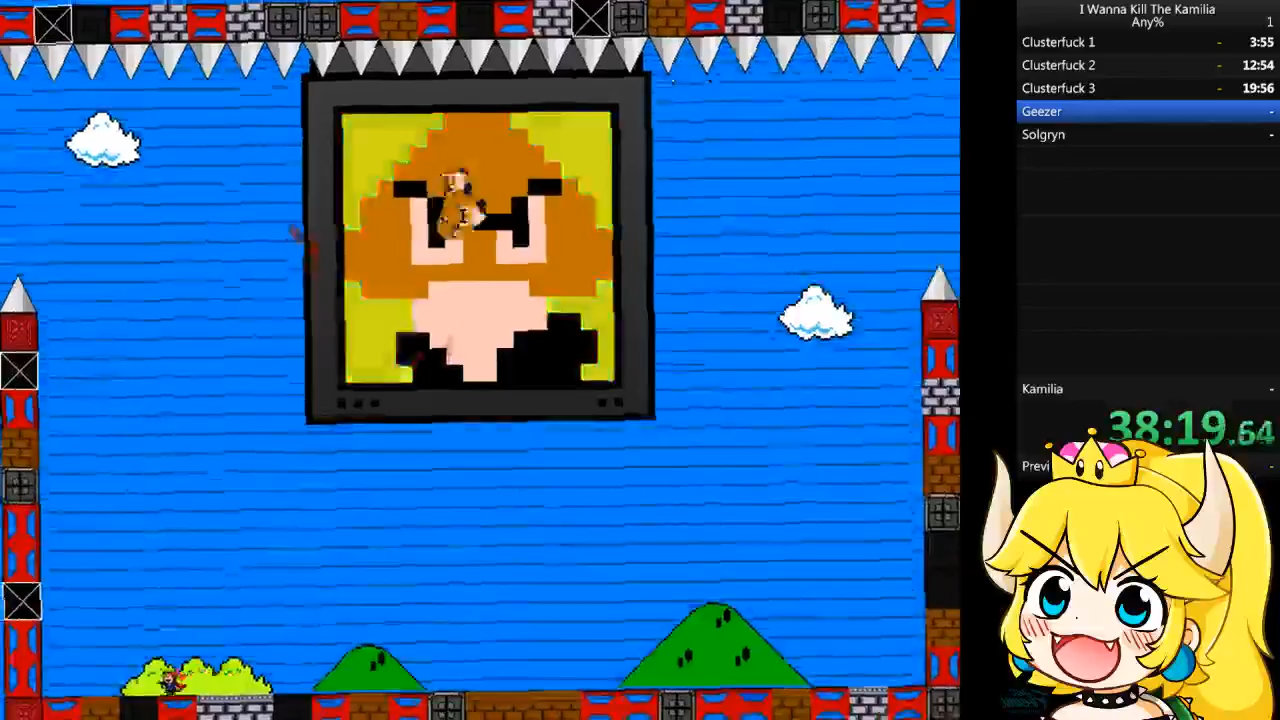 I Wanna Kill The Kamilia
Any% 1
Clusterfuck 1 - 3:55
Clusterfuck 2 - 12:54
Clusterfuck 3 - 19:56
Geezer -
Solgryn -
Kamilia -
38:19.64
Previ -